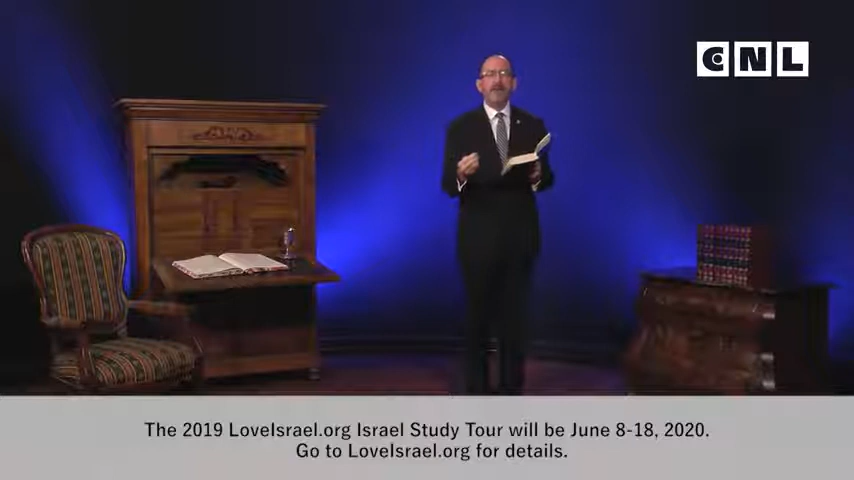 CNL
The 2019 LoveIsrael.org Israel Study Tour will be June 8-18, 2020.
Go to LoveIsrael.org for details.